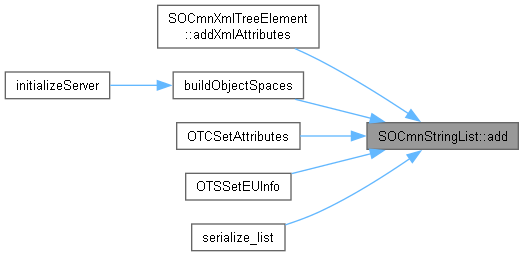 SOCmnXmlTreeElement
::addXmlAttributes
initializeServer
buildObjectSpaces
OTCSetAttributes
SOCmnStringList::add
OTSSetEUInfo
serialize_list